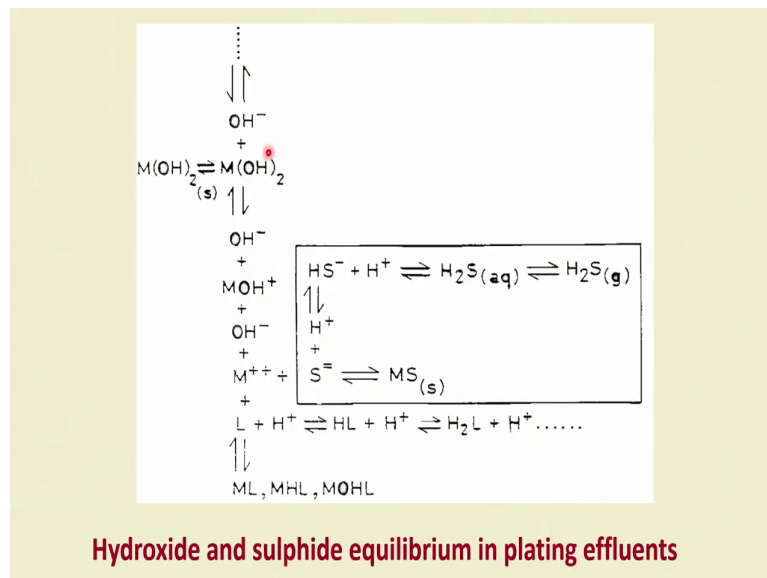 ⇃↾
OH⁻
+
M(OH)₂ ⇌ M(OH)₂
(s) ↿⇂
OH⁻
+
MOH⁺
+
OH⁻
+
M⁺⁺ + S⁼ ⇌ MS(s)
+
L + H⁺ ⇌ HL + H⁺ ⇌ H₂L + H⁺......
↿⇂
ML, MHL, MOHL
HS⁻ + H⁺ ⇌ H₂S(aq) ⇌ H₂S(g)
↿⇂
H⁺
+
Hydroxide and sulphide equilibrium in plating effluents